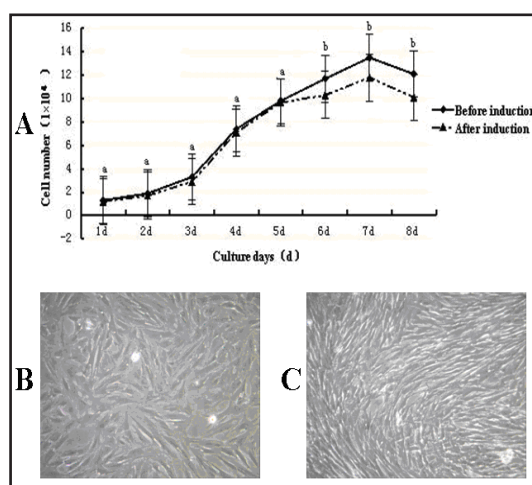 A
Cell number (1×10⁴)
16
14
12
10
8
6
4
2
0
-2
a
a
a
a
a
b
b
b
1d
2d
3d
4d
5d
6d
7d
8d
Culture days (d)
Before induction
After induction
B
C